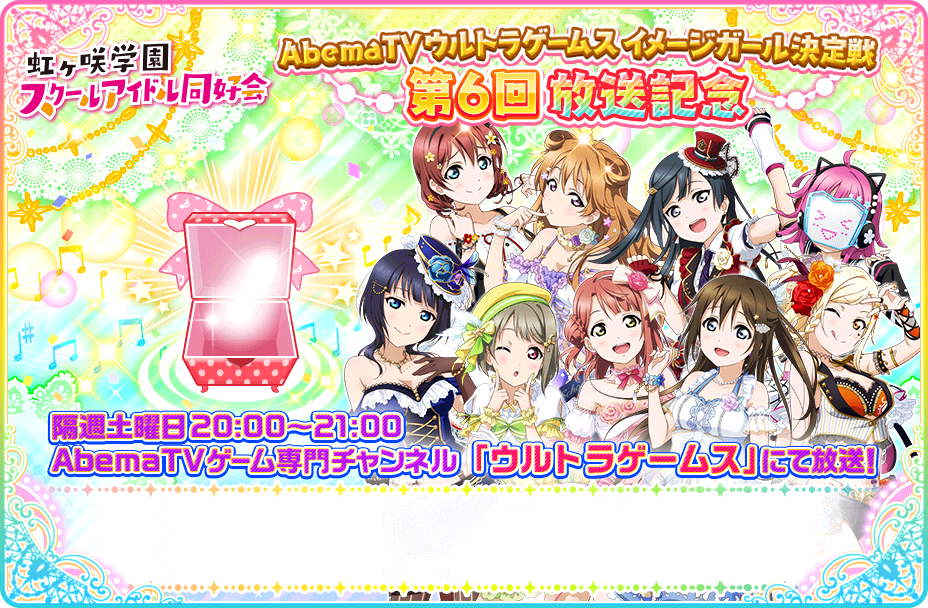 虹ヶ咲学園
スクールアイドル同好会
AbemaTVウルトラゲームス イメージガール決定戦
第6回 放送記念
隔週土曜日20:00〜21:00
AbemaTVゲーム専門チャンネル「ウルトラゲームス」にて放送!